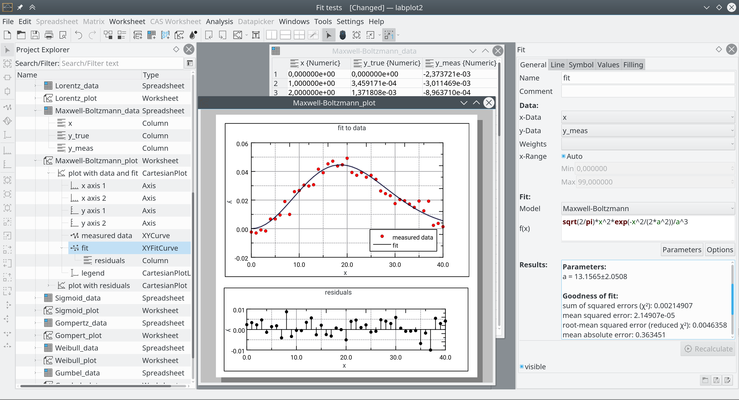 Fit tests [Changed] — labplot2
File Edit Spreadsheet Matrix Worksheet CAS Worksheet Analysis Datapicker Windows Tools Settings Help
Project Explorer
Search/Filter: Search/Filter text
Name Type
Lorentz_data Spreadsheet
Lorentz_plot Worksheet
Maxwell-Boltzmann_data Spreadsheet
x Column
y_true Column
y_meas Column
Maxwell-Boltzmann_plot Worksheet
plot with data and fit CartesianPlot
x axis 1 Axis
x axis 2 Axis
y axis 1 Axis
y axis 2 Axis
measured data XYCurve
fit XYFitCurve
residuals Column
legend CartesianPlotL
plot with residuals CartesianPlot
Sigmoid_data Spreadsheet
Sigmoid_plot Worksheet
Gompertz_data Spreadsheet
Gompert_plot Worksheet
Weibull_data Spreadsheet
Weibull_plot Worksheet
Gumbel_data Spreadsheet
Maxwell-Boltzmann_data
x {Numeric} y_true {Numeric} y_meas {Numeric}
1 0,000000e+00 0,000000e+00 -2,373721e-03
2 1,000000e+00 3,459171e-04 -3,011469e-03
3 2,000000e+00 1,371808e-03 -8,963710e-04
Maxwell-Boltzmann_plot
fit to data
0.06
0.04
0.02
0.00
-0.02
0.0 10.0 20.0 30.0 40.0
x
measured data
fit
residuals
0.01
-0.01
0.0 10.0 20.0 30.0 40.0
x
Fit
General Line Symbol Values Filling
Name fit
Comment
Data:
x-Data x
y-Data y_meas
Weights
x-Range Auto
Min 0,000000
Max 99,000000
Fit:
Model Maxwell-Boltzmann
f(x) sqrt(2/pi)*x^2*exp(-x^2/(2*a^2))/a^3
Parameters Options
Results:
Parameters:
a = 13.1565±2.0508
Goodness of fit:
sum of squared errors (χ²): 0.00214907
mean squared error: 2.14907e-05
root-mean squared error (reduced χ²): 0.0046358
mean absolute error: 0.363451
Recalculate
visible